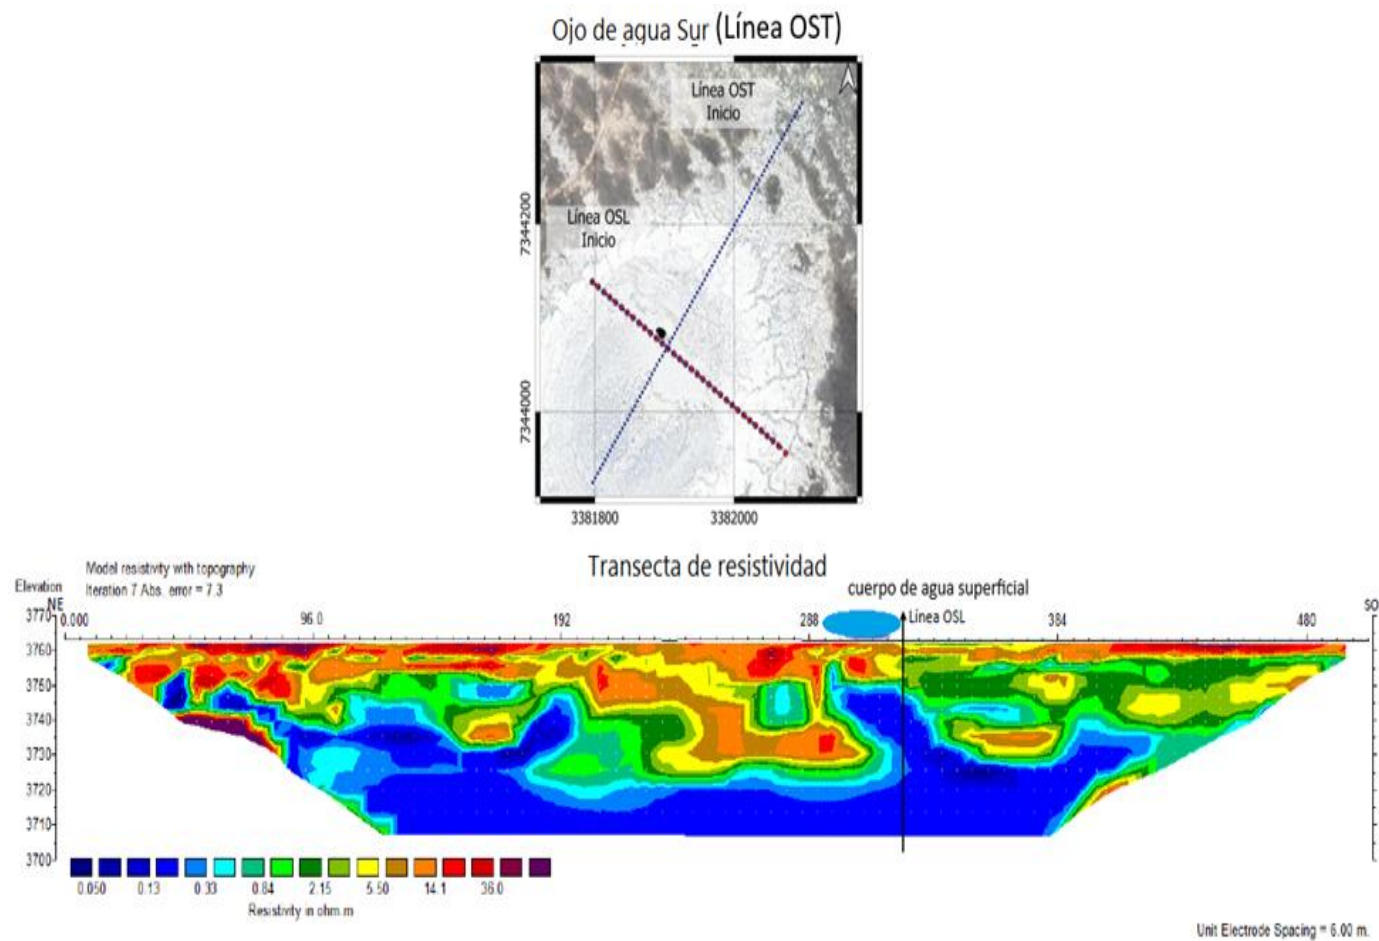 Ojo de agua Sur (Línea OST)
Línea OST
Inicio
Línea OSL
Inicio
7344200
7344000
3381800
3382000
Transecta de resistividad
Model resistivity with topography
Iteration 7 Abs. error = 7.3
cuerpo de agua superficial
Elevation
NE
SO
Línea OSL
0.000
96.0
192
288
384
480
3770
3760
3750
3740
3730
3720
3710
3700
0.050
0.13
0.33
0.84
2.15
5.50
14.1
36.0
Resistivity in ohm.m
Unit Electrode Spacing = 6.00 m.